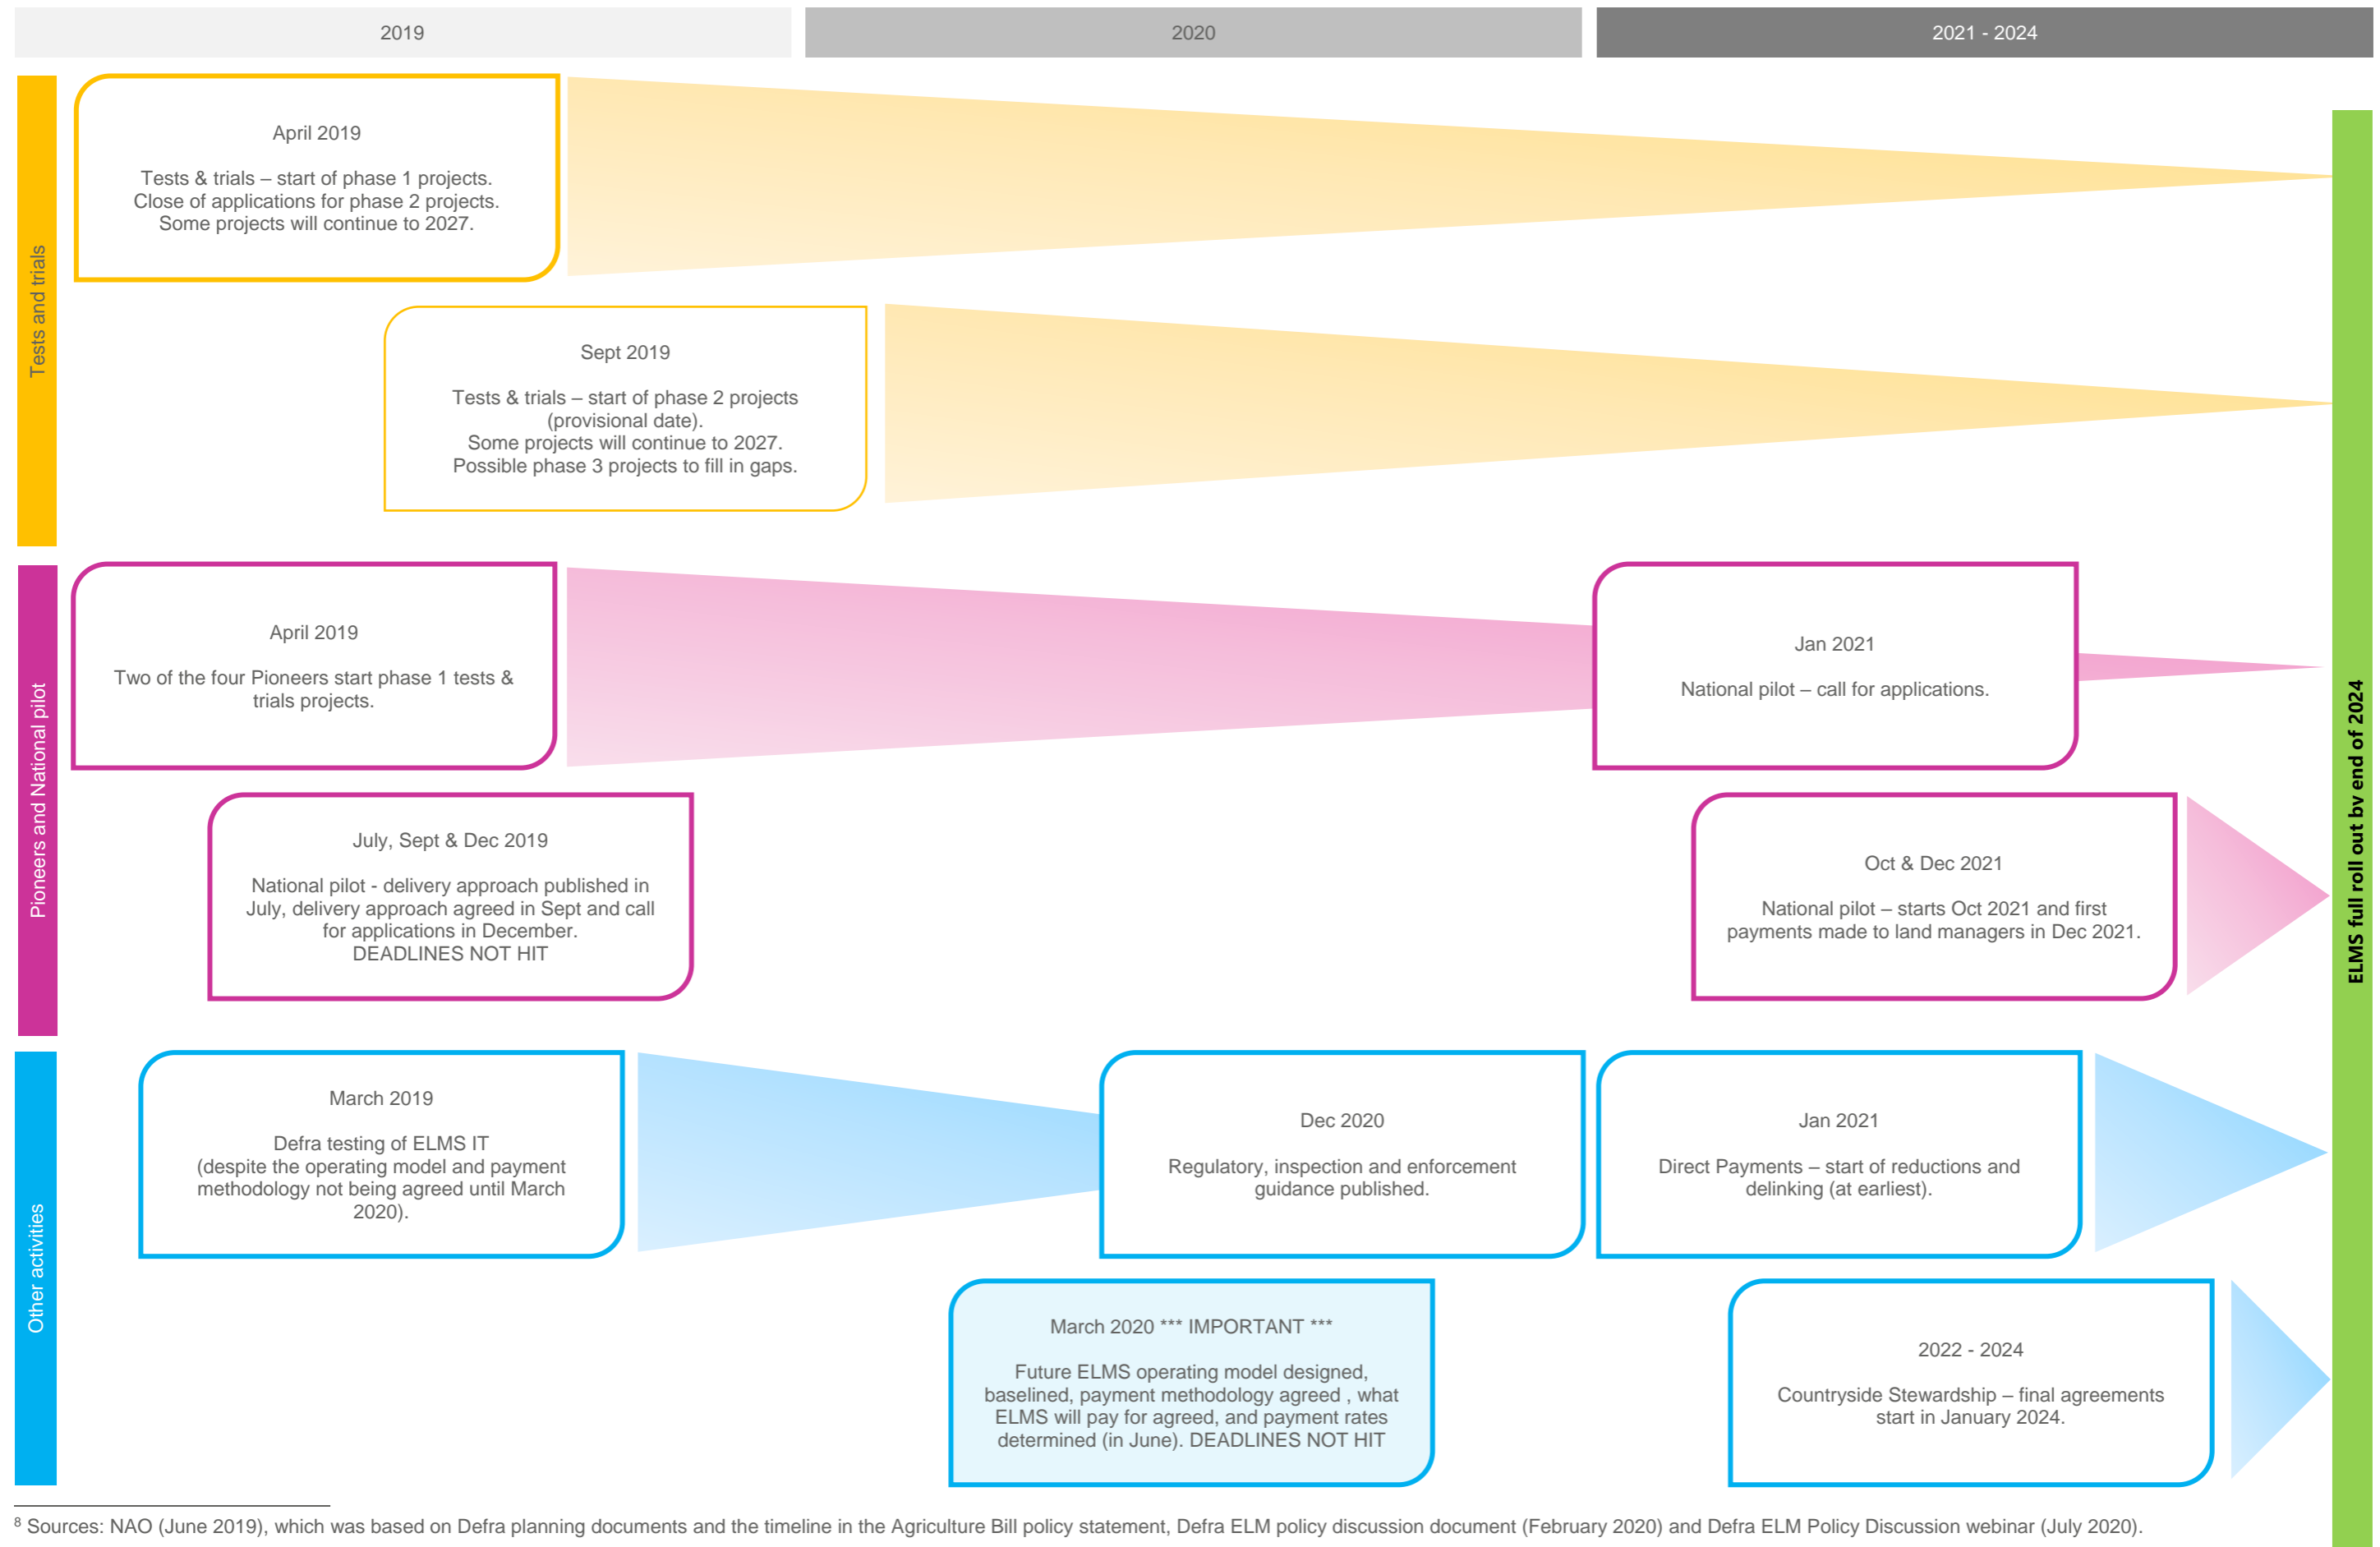 2019
2020
2021 - 2024
Tests and trials
April 2019
Tests & trials – start of phase 1 projects.
Close of applications for phase 2 projects.
Some projects will continue to 2027.
Sept 2019
Tests & trials – start of phase 2 projects
(provisional date).
Some projects will continue to 2027.
Possible phase 3 projects to fill in gaps.
Pioneers and National pilot
April 2019
Two of the four Pioneers start phase 1 tests &
trials projects.
Jan 2021
National pilot – call for applications.
July, Sept & Dec 2019
National pilot - delivery approach published in
July, delivery approach agreed in Sept and call
for applications in December.
DEADLINES NOT HIT
Oct & Dec 2021
National pilot – starts Oct 2021 and first
payments made to land managers in Dec 2021.
Other activities
March 2019
Defra testing of ELMS IT
(despite the operating model and payment
methodology not being agreed until March
2020).
Dec 2020
Regulatory, inspection and enforcement
guidance published.
Jan 2021
Direct Payments – start of reductions and
delinking (at earliest).
March 2020 *** IMPORTANT ***
Future ELMS operating model designed,
baselined, payment methodology agreed , what
ELMS will pay for agreed, and payment rates
determined (in June). DEADLINES NOT HIT
2022 - 2024
Countryside Stewardship – final agreements
start in January 2024.
ELMS full roll out by end of 2024
8 Sources: NAO (June 2019), which was based on Defra planning documents and the timeline in the Agriculture Bill policy statement, Defra ELM policy discussion document (February 2020) and Defra ELM Policy Discussion webinar (July 2020).